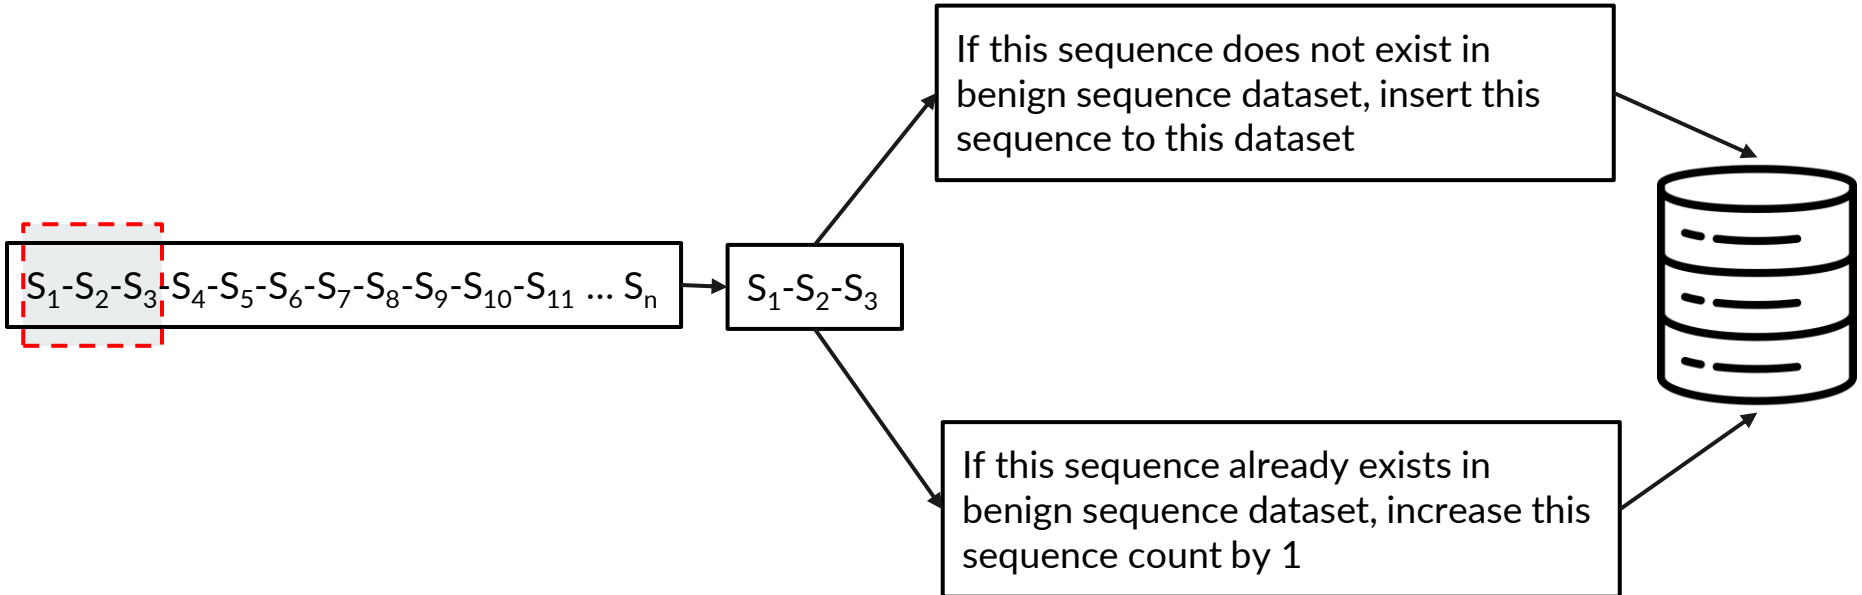 If this sequence does not exist in
benign sequence dataset, insert this
sequence to this dataset
S₁-S₂-S₃-S₄-S₅-S₆-S₇-S₈-S₉-S₁₀-S₁₁ ... Sₙ
S₁-S₂-S₃
If this sequence already exists in
benign sequence dataset, increase this
sequence count by 1